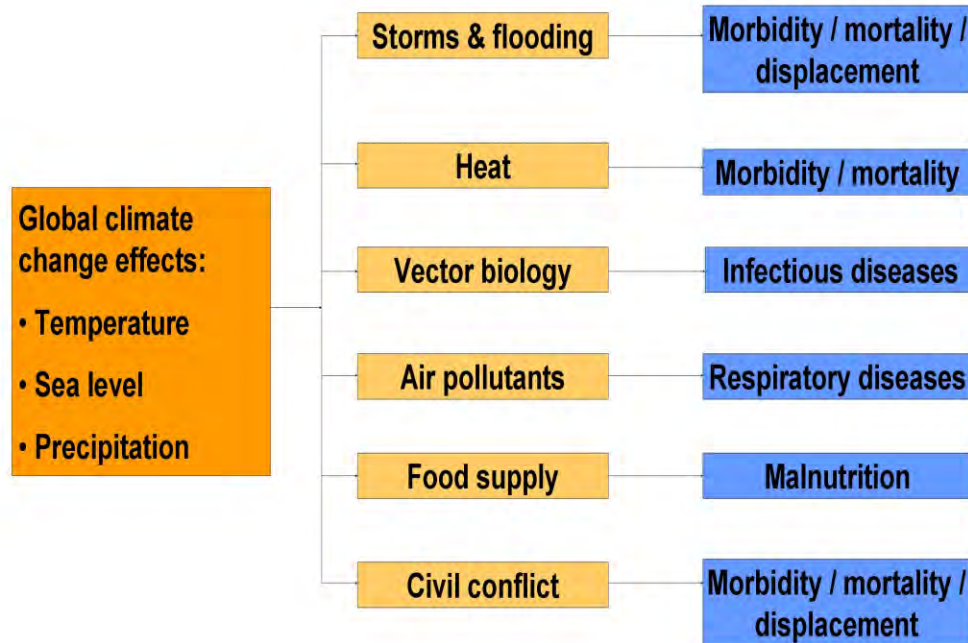 Global climate
change effects:
• Temperature
• Sea level
• Precipitation
Storms & flooding
Morbidity / mortality /
displacement
Heat
Morbidity / mortality
Vector biology
Infectious diseases
Air pollutants
Respiratory diseases
Food supply
Malnutrition
Civil conflict
Morbidity / mortality /
displacement